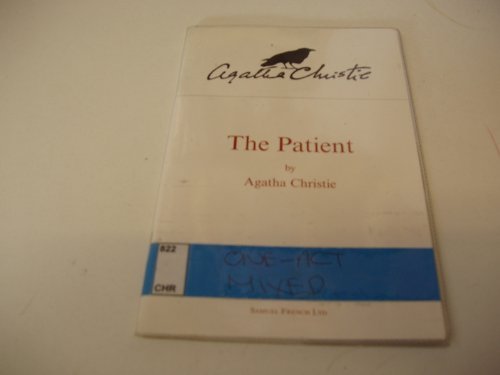 Agatha Christie
The Patient
by
Agatha Christie
822
CHR
ONE-ACT
MIXED
SAMUEL FRENCH LTD